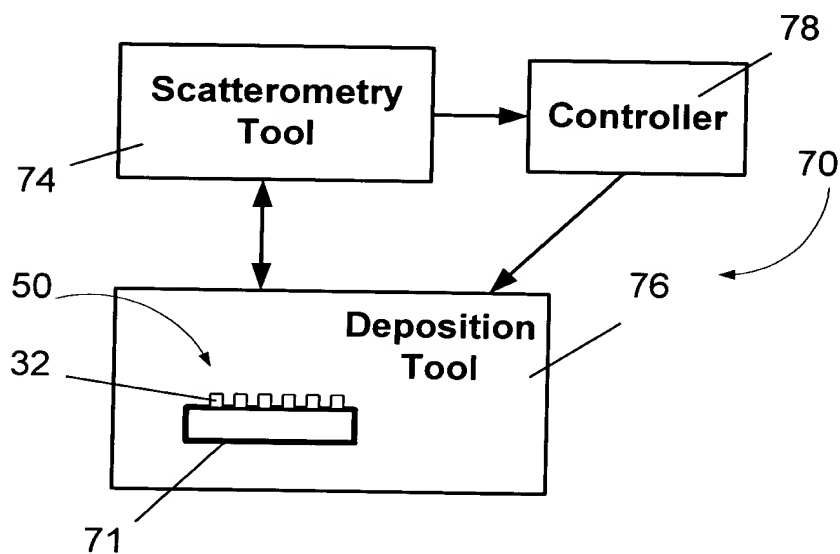 78
Scatterometry
Tool
Controller
74
70
50
76
Deposition
Tool
32
71